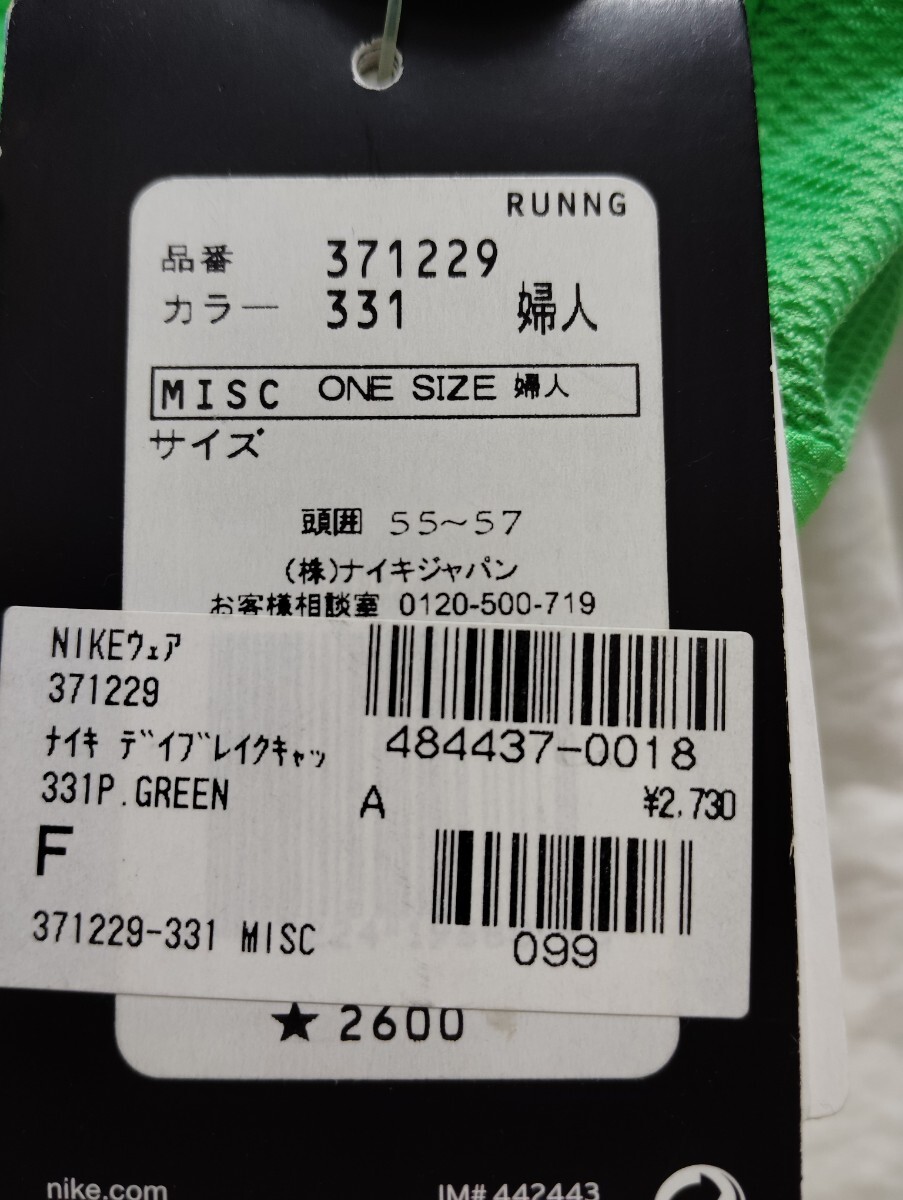 RUNNG
品番 371229
カラー 331 婦人
MISC ONE SIZE 婦人
サイズ
頭囲 55～57
(株)ナイキジャパン
お客様相談室 0120-500-719
NIKEウェア
371229
ナイキ デイブレイクキャッ
484437-0018
331P.GREEN A ¥2,730
F
371229-331 MISC
099
★2600
nike.com
IM# 442443